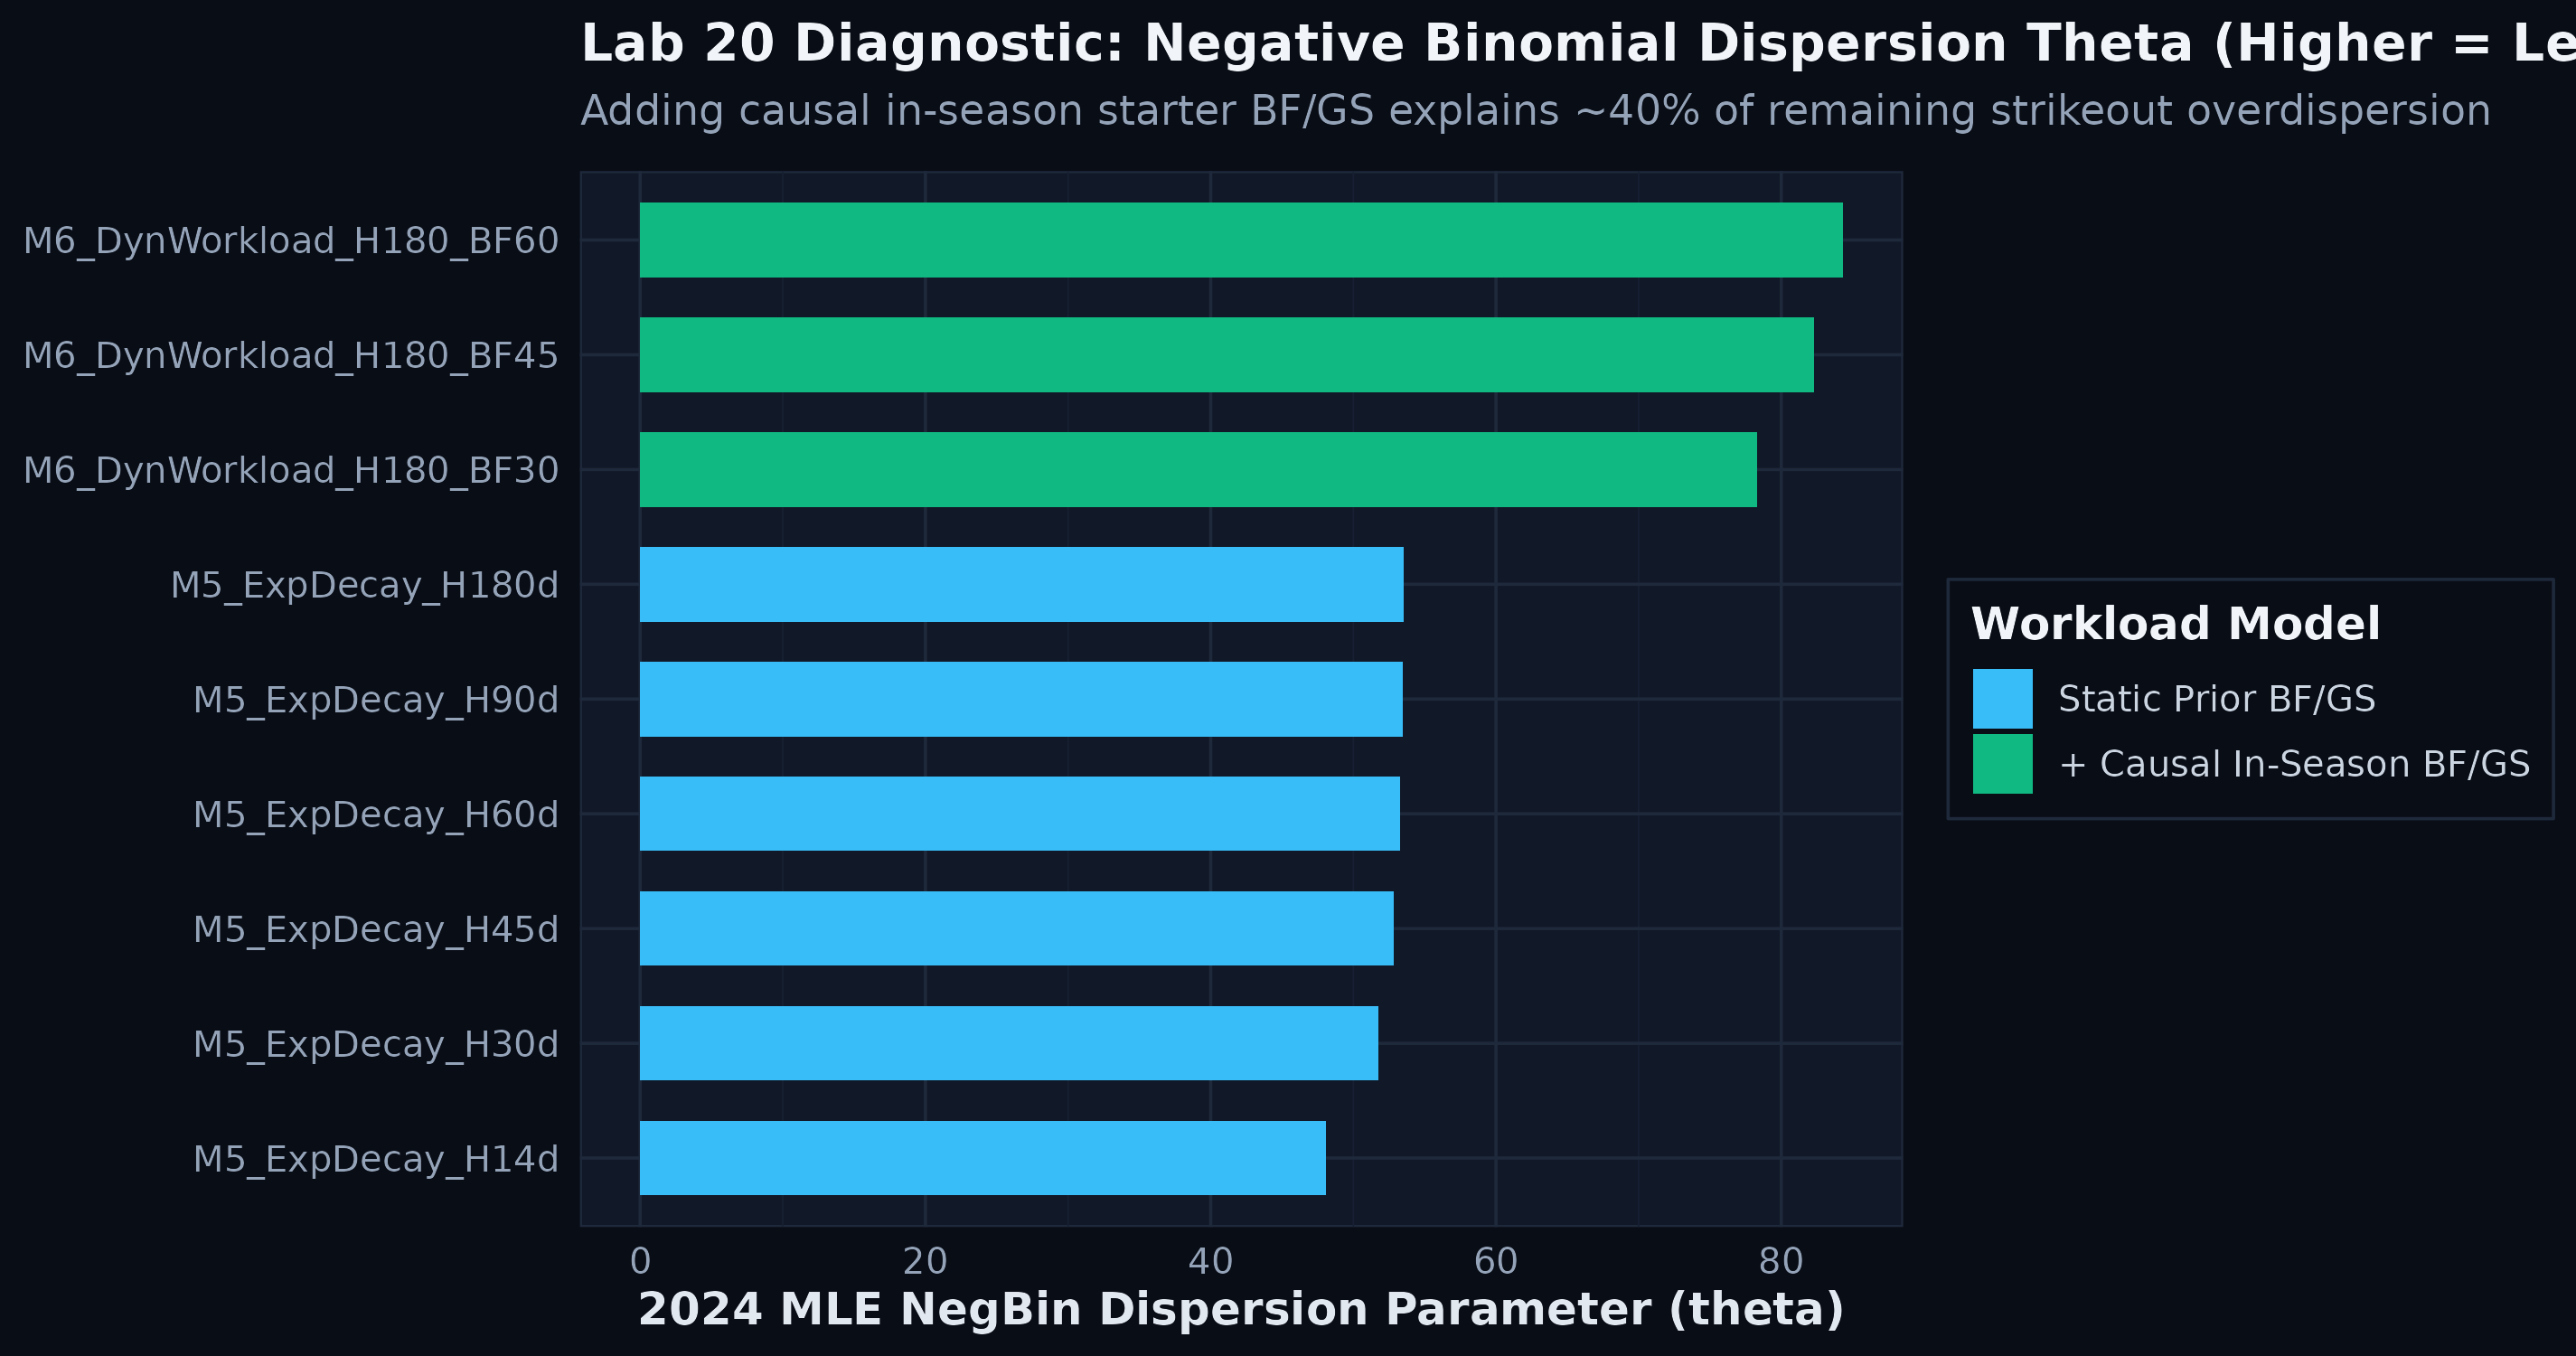 Lab 20 Diagnostic: Negative Binomial Dispersion Theta (Higher = Le
Adding causal in-season starter BF/GS explains ~40% of remaining strikeout overdispersion
M6_DynWorkload_H180_BF60
M6_DynWorkload_H180_BF45
M6_DynWorkload_H180_BF30
M5_ExpDecay_H180d
M5_ExpDecay_H90d
M5_ExpDecay_H60d
M5_ExpDecay_H45d
M5_ExpDecay_H30d
M5_ExpDecay_H14d
Workload Model
Static Prior BF/GS
+ Causal In-Season BF/GS
0 20 40 60 80
2024 MLE NegBin Dispersion Parameter (theta)